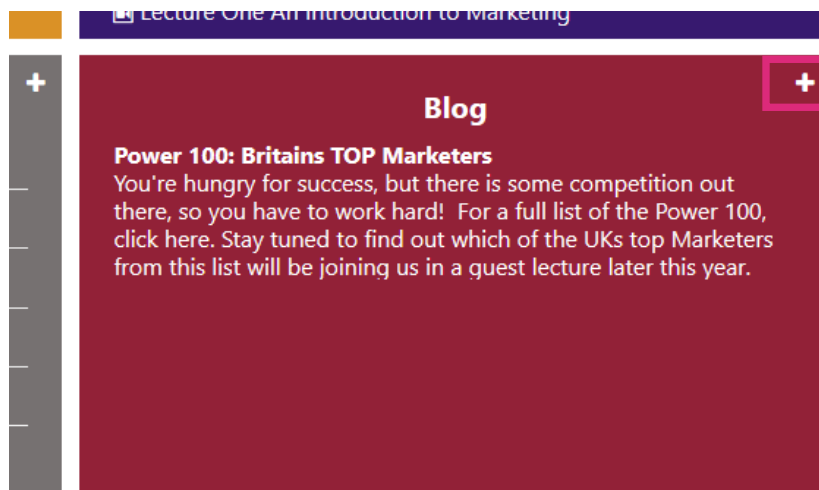 Lecture One An Introduction to Marketing
Blog
Power 100: Britains TOP Marketers
You're hungry for success, but there is some competition out
there, so you have to work hard!  For a full list of the Power 100,
click here. Stay tuned to find out which of the UKs top Marketers
from this list will be joining us in a guest lecture later this year.